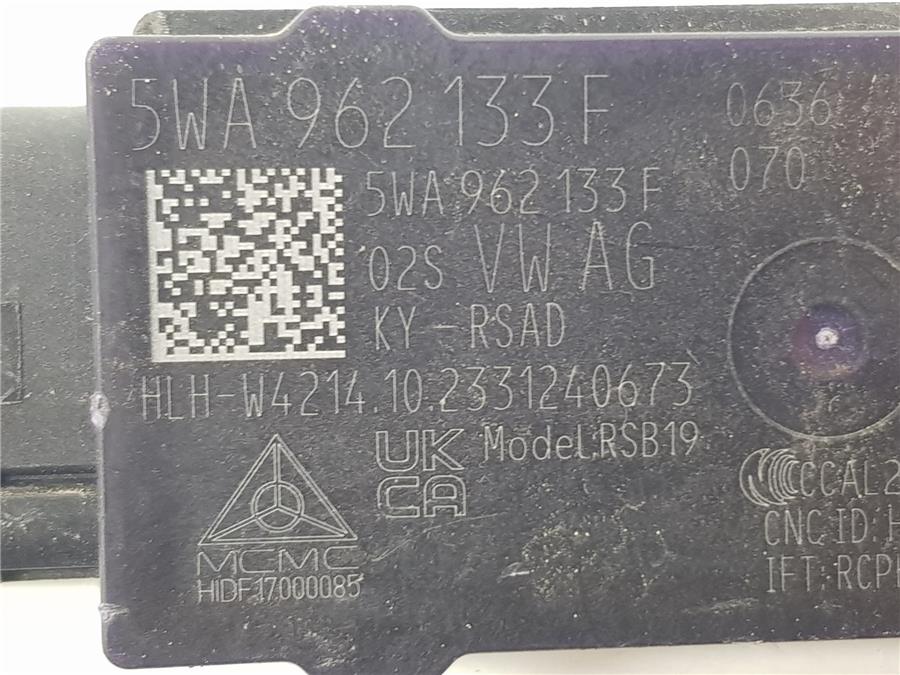 5WA 962 133 F
0636
070
5WA 962 133 F
02S VW AG
KY-RSAD
HLH-W4214.10.2331240673
UK
CA
Model:RSB19
MCMC
HIDF17000085
CCAL2
CNC ID:H
IFT:RCP